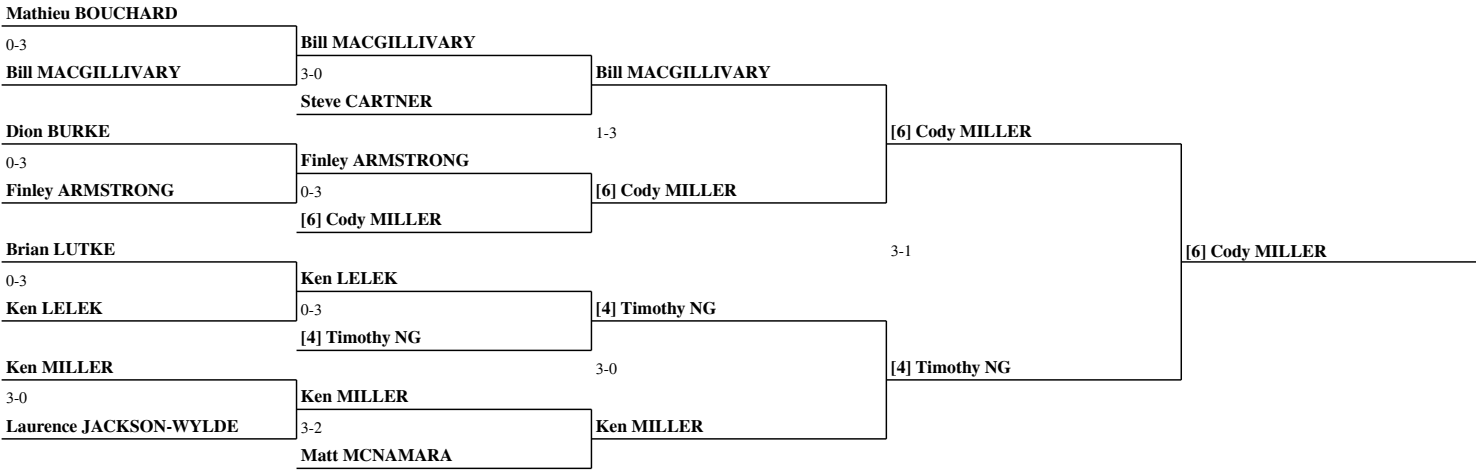 Mathieu BOUCHARD
0-3
Bill MACGILLIVARY
Bill MACGILLIVARY
3-0
Steve CARTNER
Bill MACGILLIVARY
Dion BURKE
0-3
Finley ARMSTRONG
Finley ARMSTRONG
0-3
[6] Cody MILLER
1-3
[6] Cody MILLER
[6] Cody MILLER
Brian LUTKE
0-3
Ken LELEK
Ken LELEK
0-3
[4] Timothy NG
[4] Timothy NG
Ken MILLER
3-0
Laurence JACKSON-WYLDE
Ken MILLER
3-2
Matt MCNAMARA
3-0
Ken MILLER
[4] Timothy NG
3-1
[6] Cody MILLER